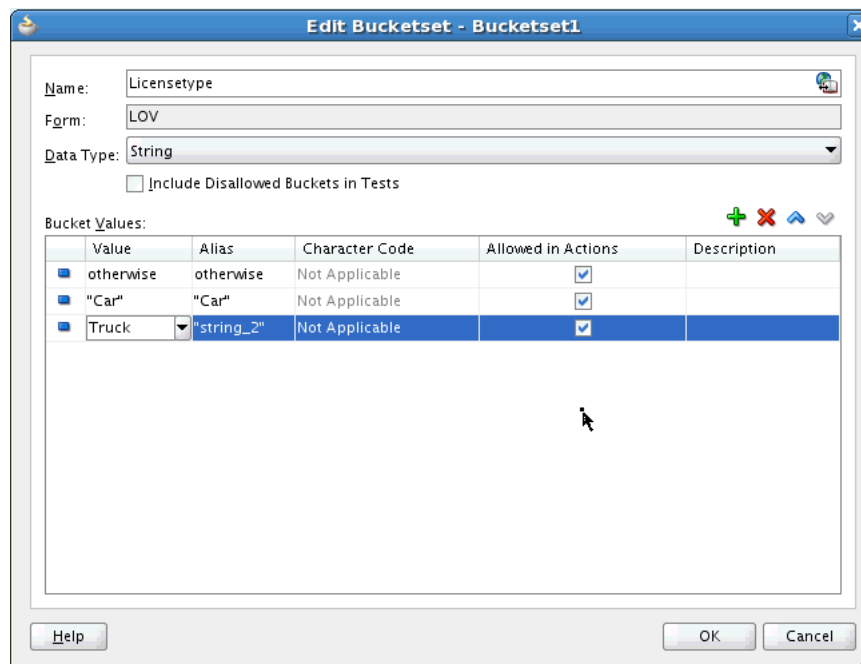 Edit Bucketset - Bucketset1
Name: Licensetype
Form: LOV
Data Type: String
Include Disallowed Buckets in Tests
Bucket Values:
Value Alias Character Code Allowed in Actions Description
otherwise otherwise Not Applicable
"Car" "Car" Not Applicable
Truck "string_2" Not Applicable
Help OK Cancel